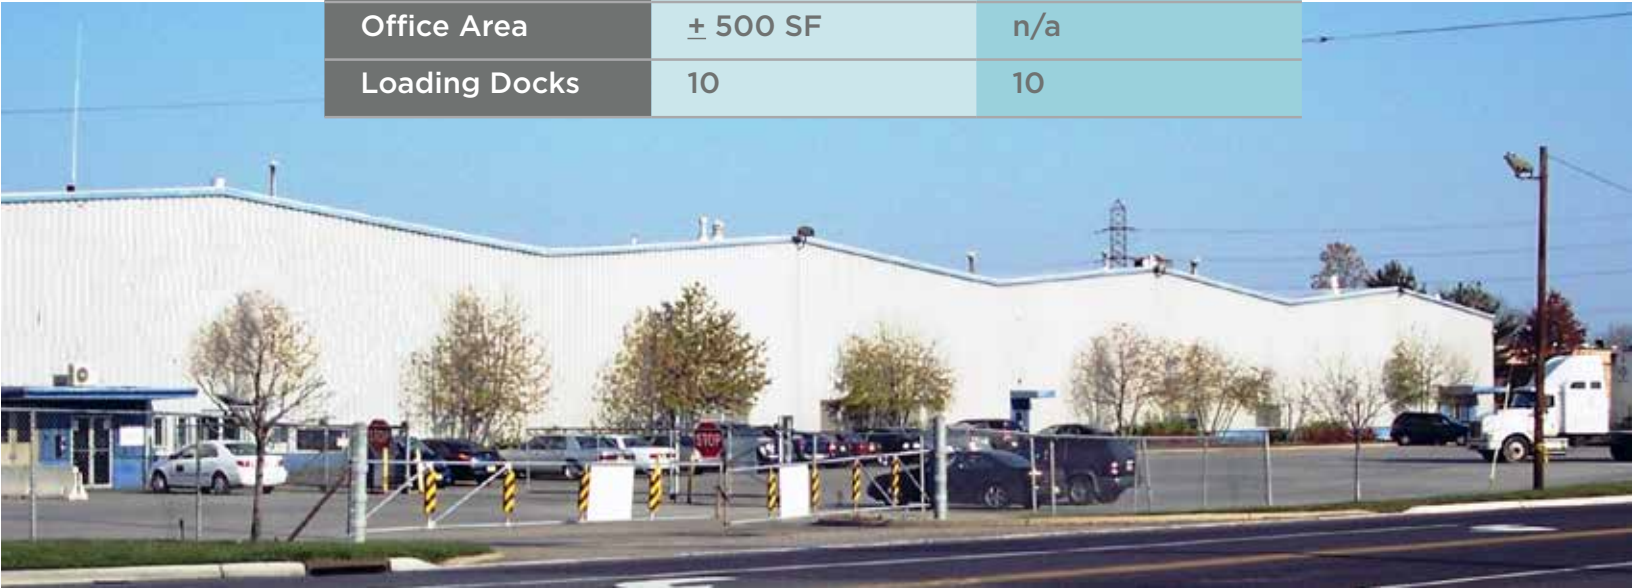 Office Area ± 500 SF n/a
Loading Docks 10 10
STOP
STOP